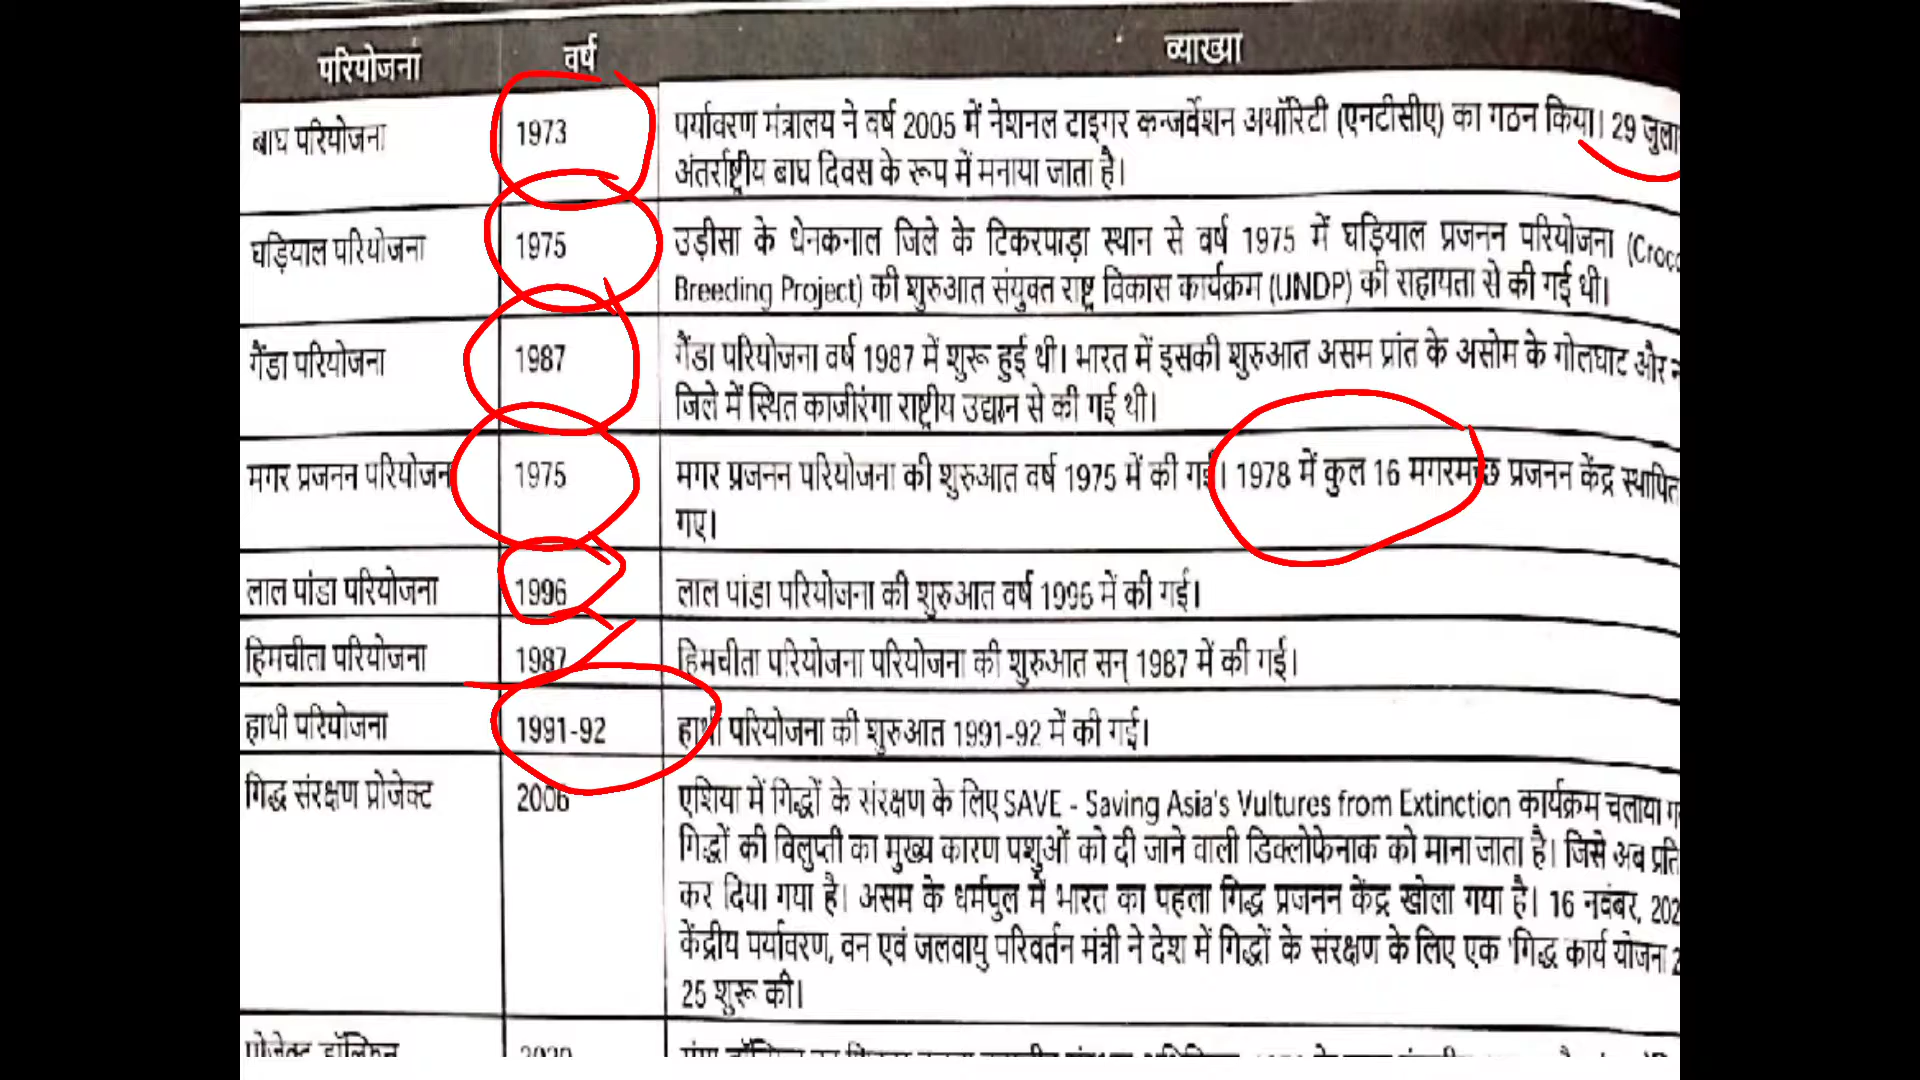 परियोजना वर्ष व्याख्या
बाघ परियोजना 1973 पर्यावरण मंत्रालय ने वर्ष 2005 में नेशनल टाइगर कन्जर्वेशन अथॉरिटी (एनटीसीए) का गठन किया। 29
अंतर्राष्ट्रीय बाघ दिवस के रूप में मनाया जाता है।
घड़ियाल परियोजना 1975 उड़ीसा के धेनकनाल जिले के टिकरपाड़ा स्थान से वर्ष 1975 में घड़ियाल प्रजनन परियोजना
Breeding Project) की शुरुआत संयुक्त राष्ट्र विकास कार्यक्रम (UNDP) की सहायता से की गई थी।
गैंडा परियोजना 1987 गैंडा परियोजना वर्ष 1987 में शुरू हुई थी। भारत में इसकी शुरुआत असम प्रांत के असोम के गोलघाट और
जिले में स्थित काजीरंगा राष्ट्रीय उद्यान से की गई थी।
मगर प्रजनन परियोजन 1975 मगर प्रजनन परियोजना की शुरुआत वर्ष 1975 में की गई। 1978 में कुल 16 मगरमच्छ प्रजनन केंद्र स्थापित
गए।
लाल पांडा परियोजना 1996 लाल पांडा परियोजना की शुरुआत वर्ष 1996 में की गई।
हिमचीता परियोजना 1987 हिमचीता परियोजना परियोजना की शुरुआत सन् 1987 में की गई।
हाथी परियोजना 1991-92 हाथी परियोजना की शुरुआत 1991-92 में की गई।
गिद्ध संरक्षण प्रोजेक्ट 2006 एशिया में गिद्धों के संरक्षण के लिए SAVE - Saving Asia's Vultures from Extinction कार्यक्रम चलाया
गिद्धों की विलुप्ती का मुख्य कारण पशुओं को दी जाने वाली डिक्लोफेनाक को माना जाता है। जिसे अब
कर दिया गया है। असम के धर्मपुल में भारत का पहला गिद्ध प्रजनन केंद्र खोला गया है। 16 नवंबर,
केंद्रीय पर्यावरण, वन एवं जलवायु परिवर्तन मंत्री ने देश में गिद्धों के संरक्षण के लिए एक 'गिद्ध कार्य योजना
25 शुरू की।